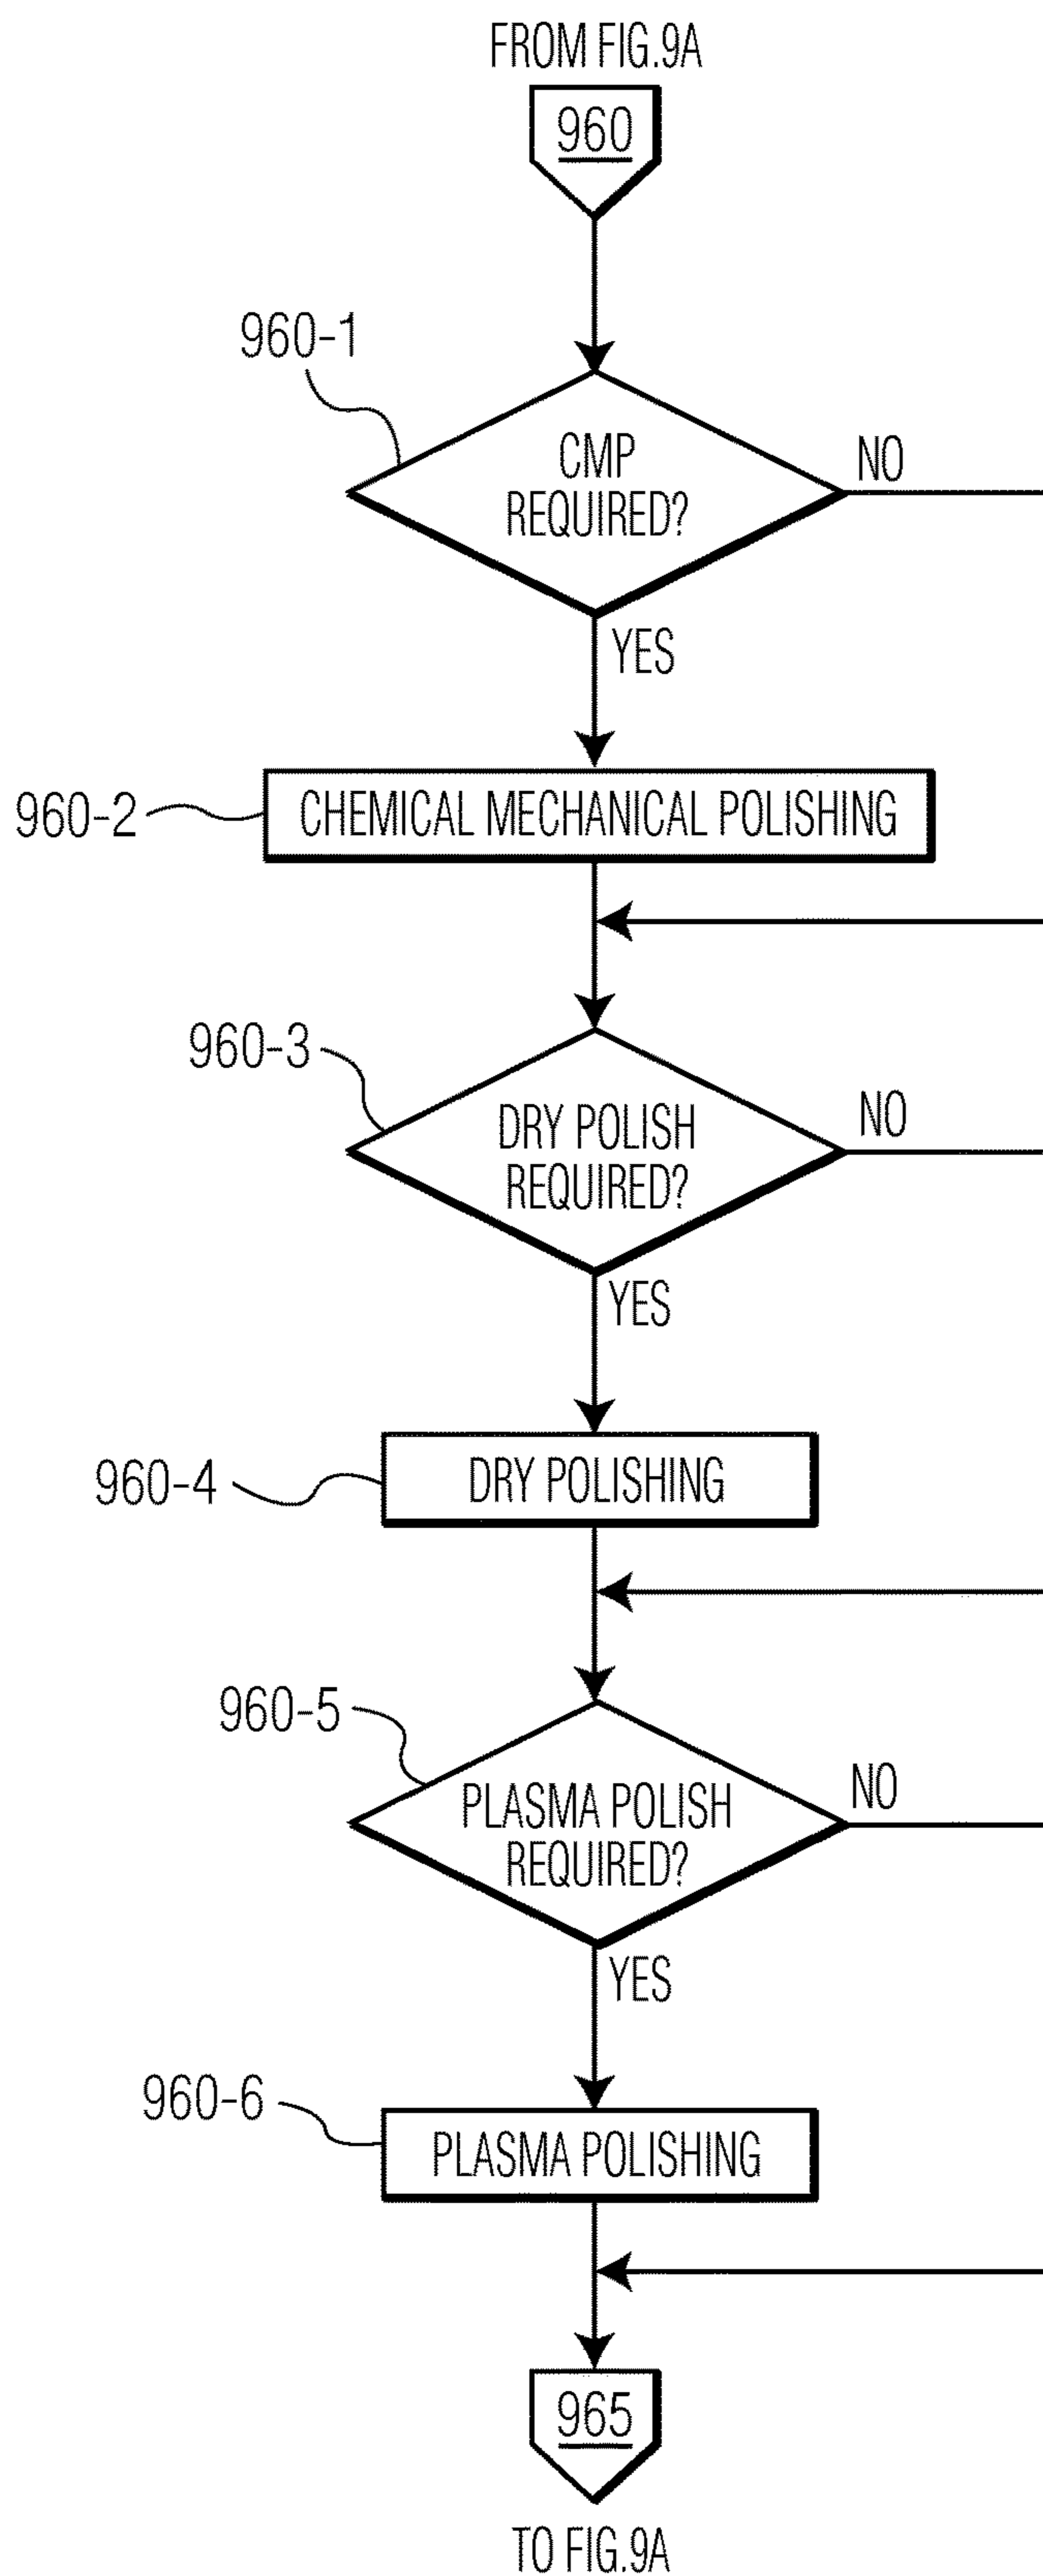 FROM FIG.9A
960
960-1
CMP
REQUIRED?
NO
YES
960-2
CHEMICAL MECHANICAL POLISHING
960-3
DRY POLISH
REQUIRED?
NO
YES
960-4
DRY POLISHING
960-5
PLASMA POLISH
REQUIRED?
NO
YES
960-6
PLASMA POLISHING
965
TO FIG.9A